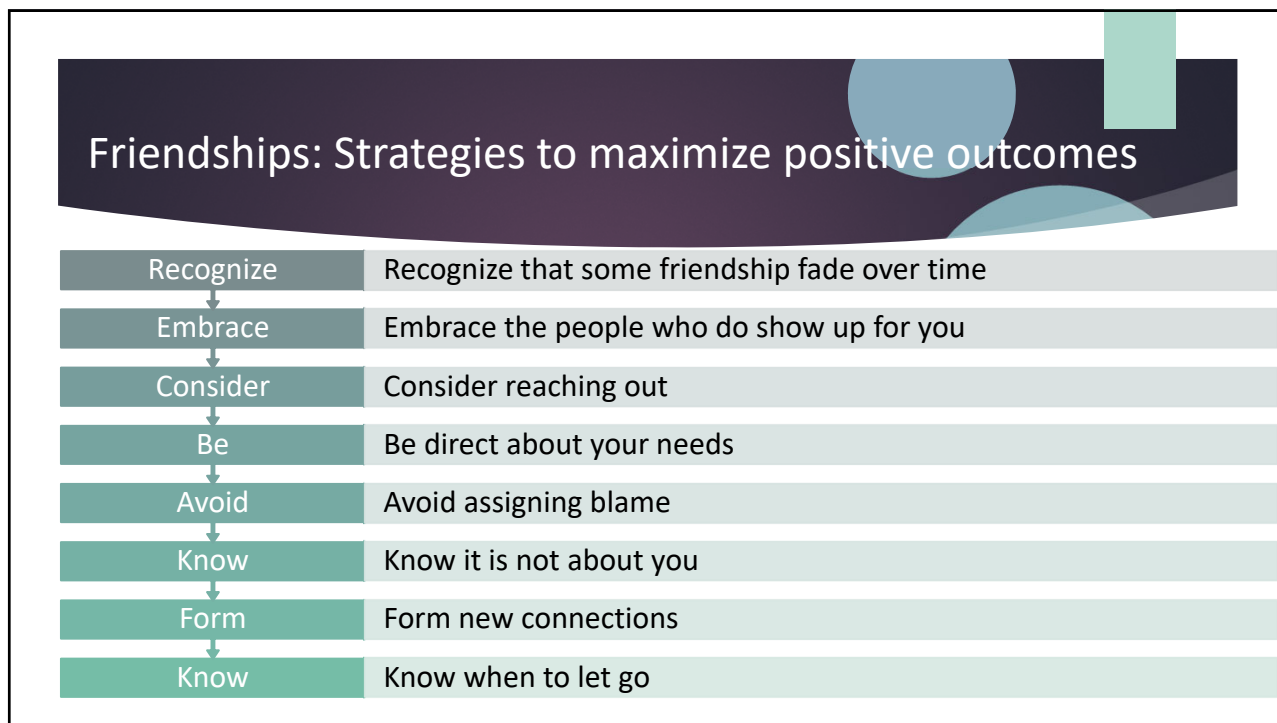 Friendships: Strategies to maximize positive outcomes
Recognize Recognize that some friendship fade over time
Embrace Embrace the people who do show up for you
Consider Consider reaching out
Be Be direct about your needs
Avoid Avoid assigning blame
Know Know it is not about you
Form Form new connections
Know Know when to let go